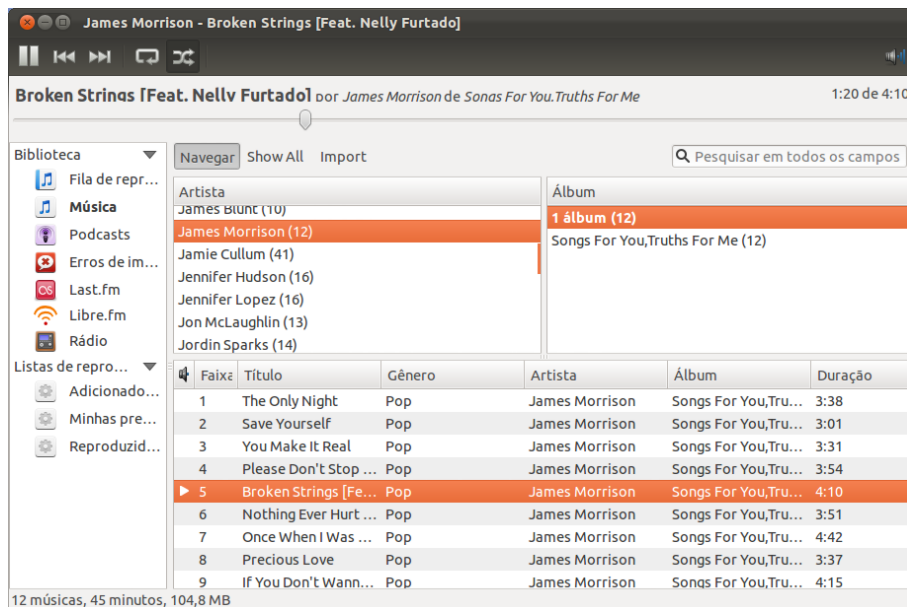 James Morrison - Broken Strings [Feat. Nelly Furtado]
Broken Strings [Feat. Nelly Furtado] por James Morrison de Songs For You,Truths For Me 1:20 de 4:10
Biblioteca
Fila de repr...
Música
Podcasts
Erros de im...
Last.fm
Libre.fm
Rádio
Listas de repro...
Adicionado...
Minhas pre...
Reproduzid...
Navegar Show All Import Pesquisar em todos os campos
Artista
James Blunt (10)
James Morrison (12)
Jamie Cullum (41)
Jennifer Hudson (16)
Jennifer Lopez (16)
Jon McLaughlin (13)
Jordin Sparks (14)
Álbum
1 álbum (12)
Songs For You,Truths For Me (12)
Faixa Título Gênero Artista Álbum Duração
1 The Only Night Pop James Morrison Songs For You,Tru... 3:38
2 Save Yourself Pop James Morrison Songs For You,Tru... 3:01
3 You Make It Real Pop James Morrison Songs For You,Tru... 3:31
4 Please Don't Stop ... Pop James Morrison Songs For You,Tru... 3:54
5 Broken Strings [Fe... Pop James Morrison Songs For You,Tru... 4:10
6 Nothing Ever Hurt ... Pop James Morrison Songs For You,Tru... 3:51
7 Once When I Was ... Pop James Morrison Songs For You,Tru... 4:42
8 Precious Love Pop James Morrison Songs For You,Tru... 3:37
9 If You Don't Wann... Pop James Morrison Songs For You,Tru... 4:15
12 músicas, 45 minutos, 104,8 MB